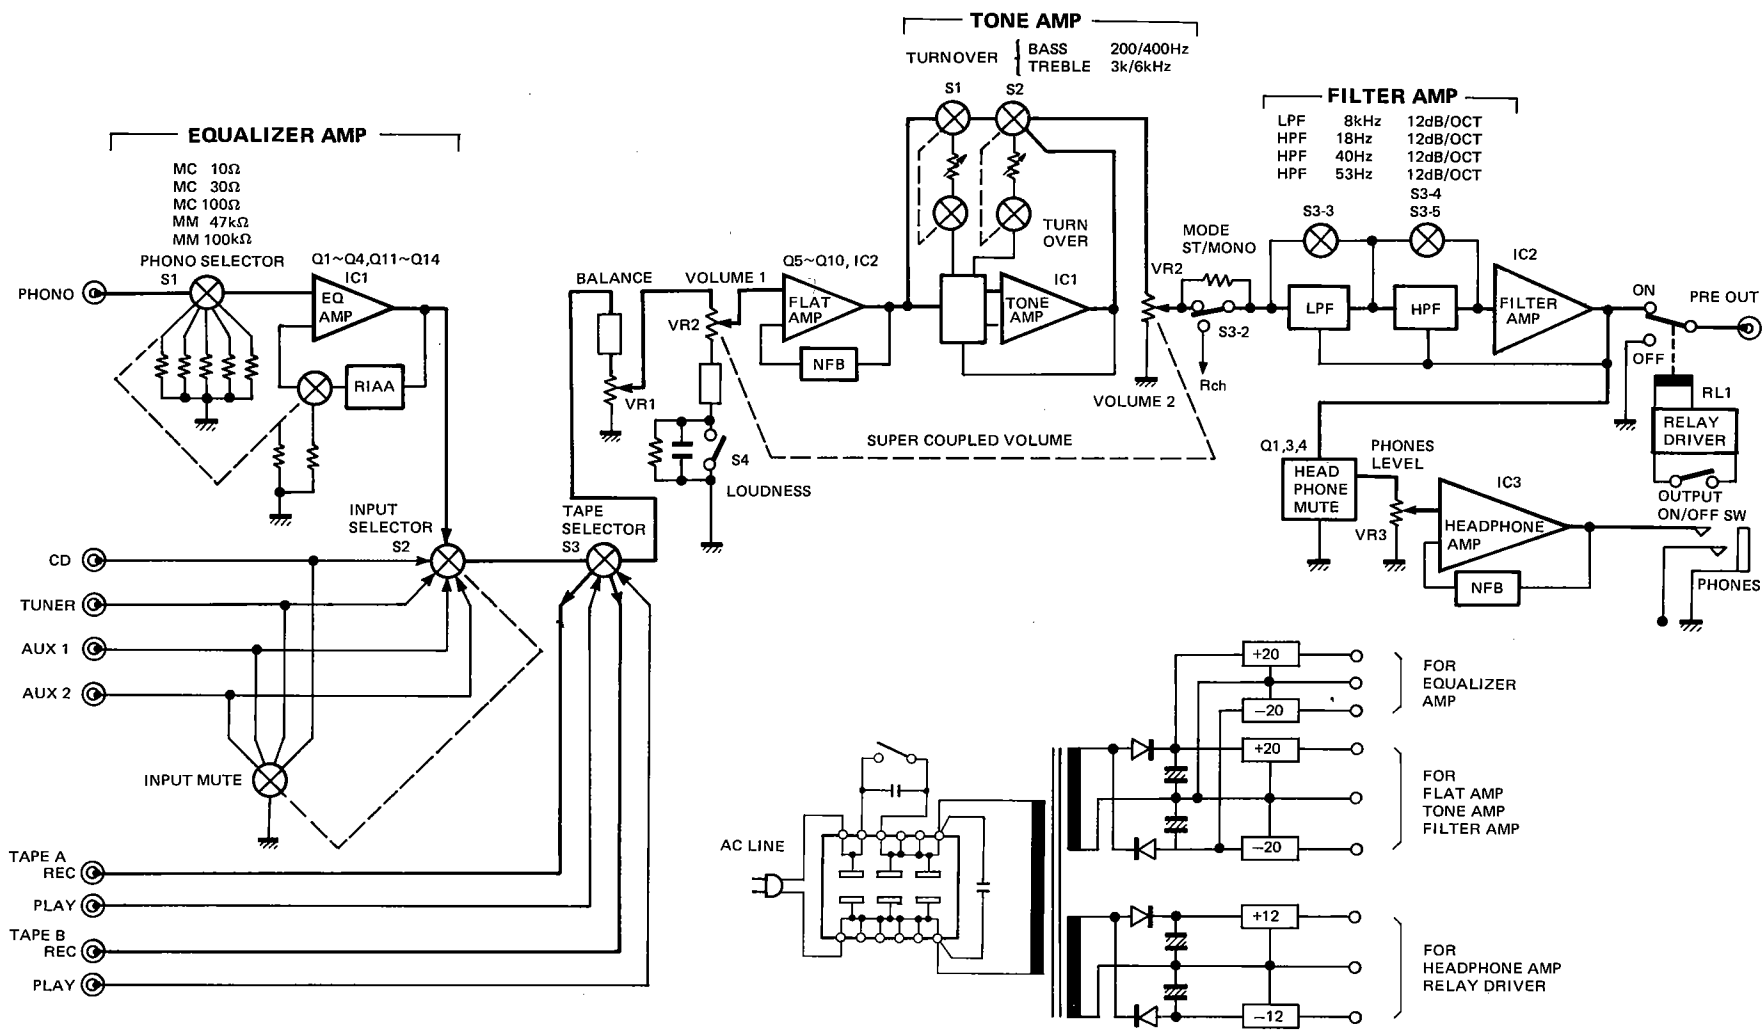 TONE AMP
TURNOVER
BASS 200/400Hz
TREBLE 3k/6kHz
S1
S2
TURN
OVER
IC1
TONE
AMP
EQUALIZER AMP
MC 10Ω
MC 30Ω
MC 100Ω
MM 47kΩ
MM 100kΩ
PHONO SELECTOR
S1
PHONO
Q1~Q4,Q11~Q14
IC1
EQ
AMP
RIAA
BALANCE
VR1
VOLUME 1
VR2
S4
LOUDNESS
Q5~Q10, IC2
FLAT
AMP
NFB
SUPER COUPLED VOLUME
VOLUME 2
VR2
MODE
ST/MONO
S3-2
Rch
FILTER AMP
LPF 8kHz 12dB/OCT
HPF 18Hz 12dB/OCT
HPF 40Hz 12dB/OCT
HPF 53Hz 12dB/OCT
S3-3
S3-4
S3-5
LPF
HPF
IC2
FILTER
AMP
ON
OFF
PRE OUT
RL1
RELAY
DRIVER
OUTPUT
ON/OFF SW
Q1,3,4
HEAD
PHONE
MUTE
PHONES
LEVEL
VR3
IC3
HEADPHONE
AMP
NFB
PHONES
INPUT
SELECTOR
S2
TAPE
SELECTOR
S3
CD
TUNER
AUX 1
AUX 2
INPUT MUTE
TAPE A
REC
PLAY
TAPE B
REC
PLAY
AC LINE
+20
−20
FOR
EQUALIZER
AMP
+20
−20
FOR
FLAT AMP
TONE AMP
FILTER AMP
+12
−12
FOR
HEADPHONE AMP
RELAY DRIVER